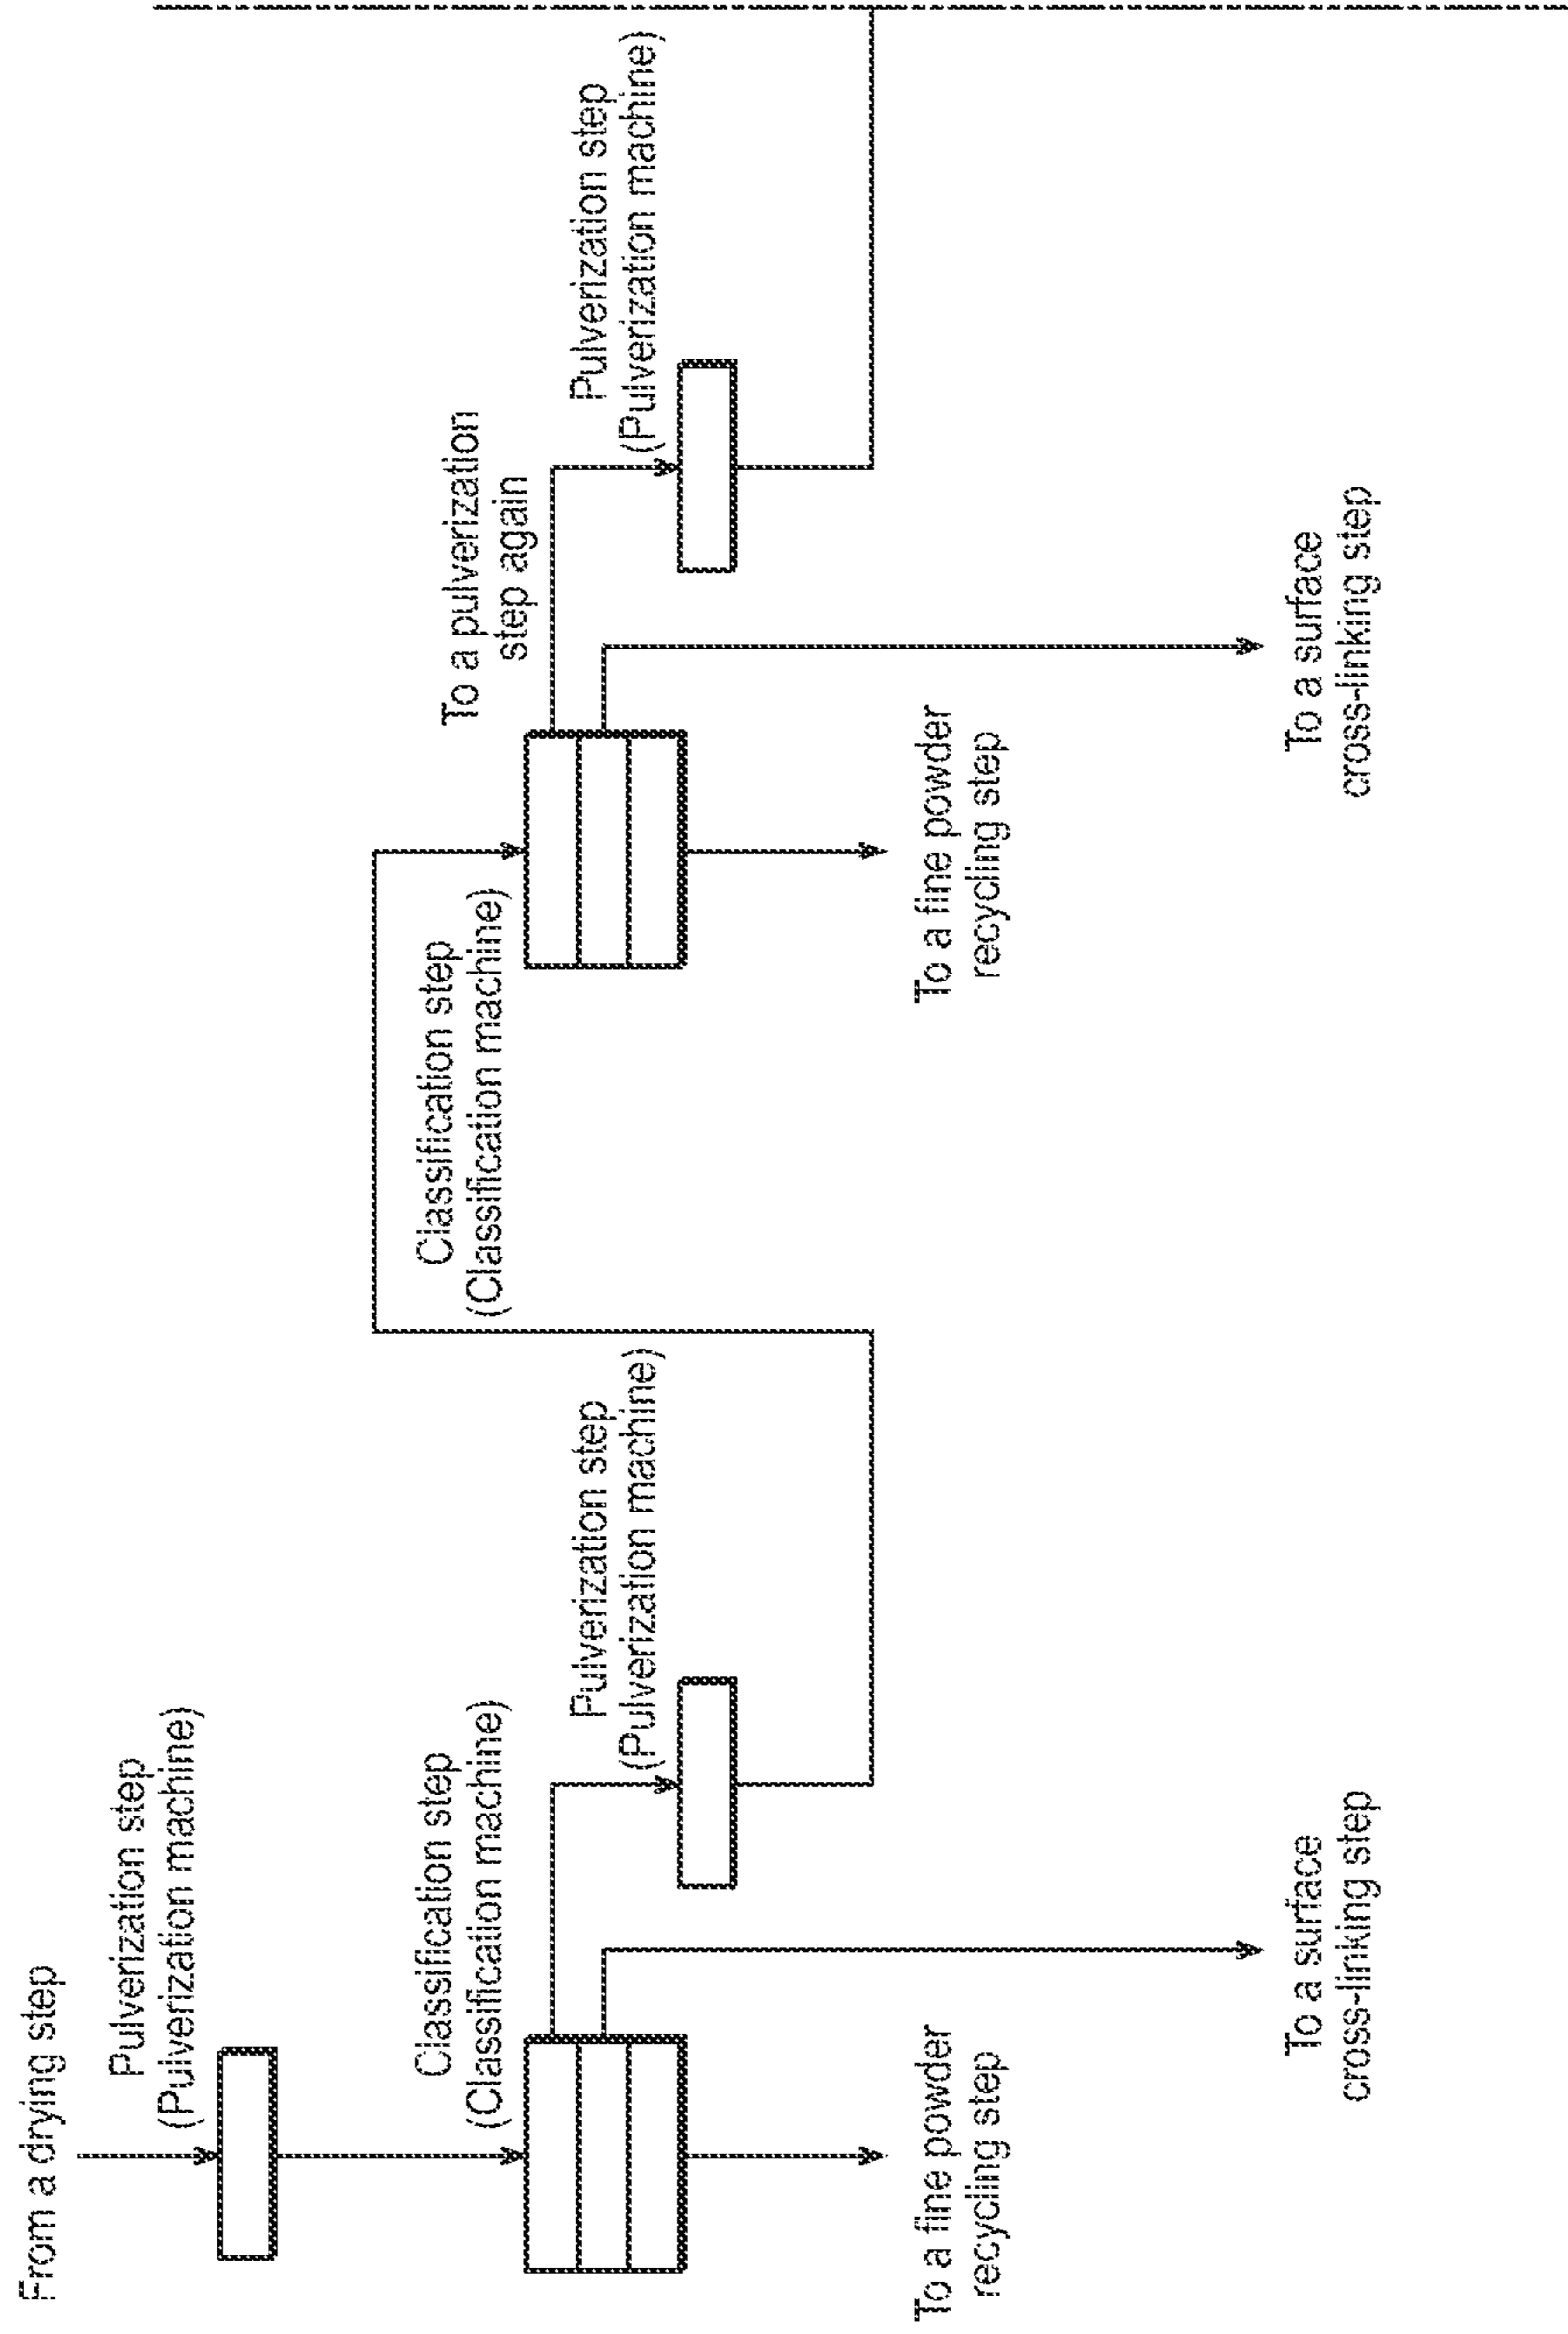 From a drying step
Pulverization step
(Pulverization machine)
Classification step
(Classification machine)
Pulverization step
(Pulverization machine)
To a fine powder
recycling step
To a surface
cross-linking step
Classification step
(Classification machine)
To a pulverization
step again
Pulverization step
(Pulverization machine)
To a fine powder
recycling step
To a surface
cross-linking step